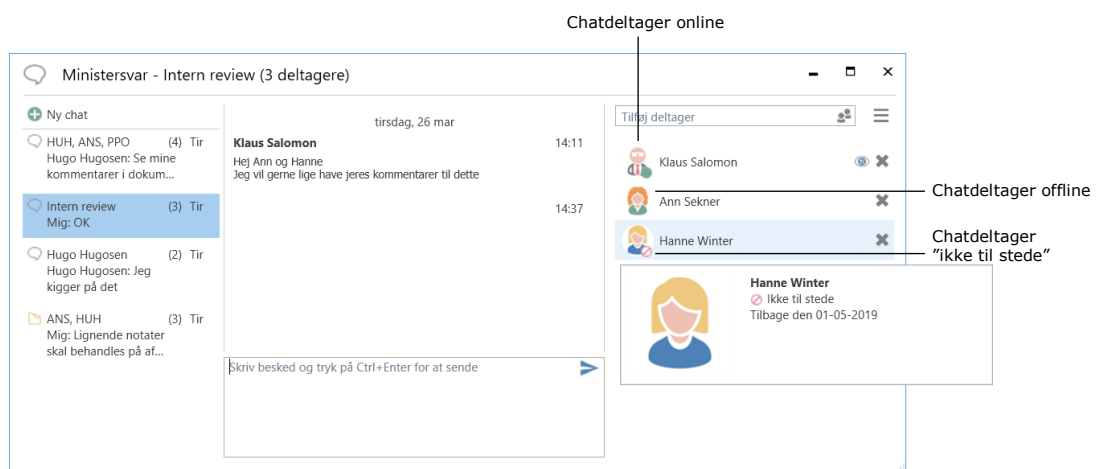 Chatdeltager online
Ministersvar - Intern review (3 deltagere)
Ny chat
HUH, ANS, PPO (4) Tir
Hugo Hugosen: Se mine
kommentarer i dokum...
Intern review (3) Tir
Mig: OK
Hugo Hugosen (2) Tir
Hugo Hugosen: Jeg
kigger på det
ANS, HUH (3) Tir
Mig: Lignende notater
skal behandles på af...
tirsdag, 26 mar
Klaus Salomon 14:11
Hej Ann og Hanne
Jeg vil gerne lige have jeres kommentarer til dette
14:37
Skriv besked og tryk på Ctrl+Enter for at sende
Tilføj deltager
Klaus Salomon
Ann Sekner
Hanne Winter
Hanne Winter
Ikke til stede
Tilbage den 01-05-2019
Chatdeltager offline
Chatdeltager
”ikke til stede”